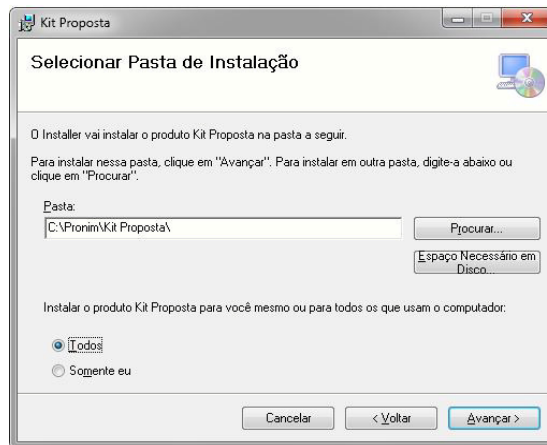 Kit Proposta
Selecionar Pasta de Instalação
O Installer vai instalar o produto Kit Proposta na pasta a seguir.
Para instalar nessa pasta, clique em "Avançar". Para instalar em outra pasta, digite-a abaixo ou
clique em "Procurar".
Pasta:
C:\Pronim\Kit Proposta\
Procurar...
Espaço Necessário em
Disco...
Instalar o produto Kit Proposta para você mesmo ou para todos os que usam o computador:
Todos
Somente eu
Cancelar
< Voltar
Avançar >